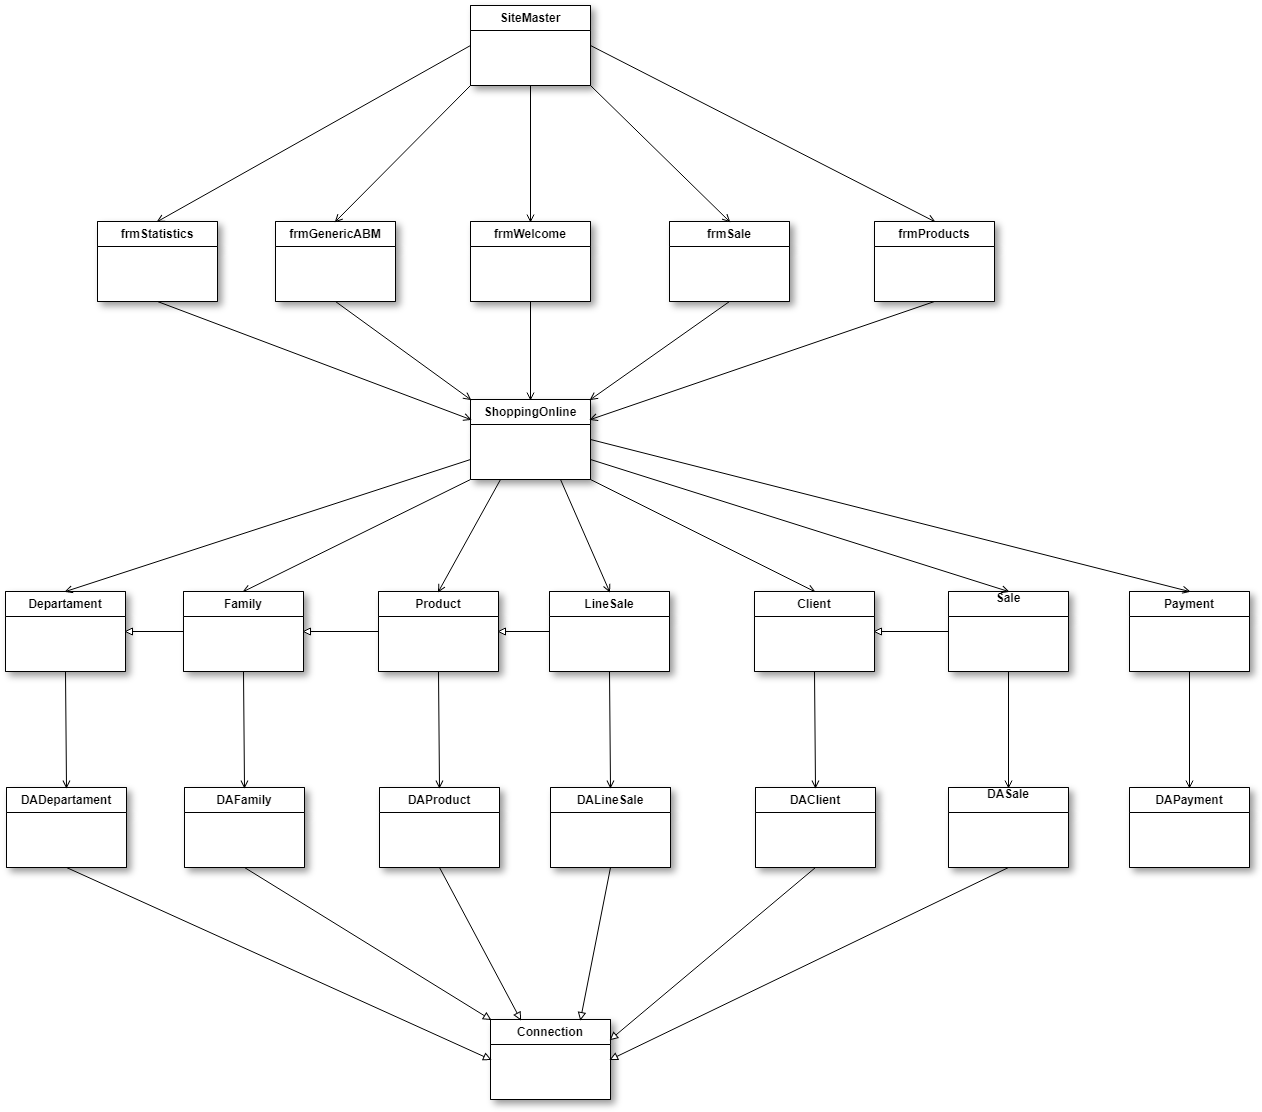 SiteMaster
frmStatistics
frmGenericABM
frmWelcome
frmSale
frmProducts
ShoppingOnline
Departament
Family
Product
LineSale
Client
Sale
Payment
DADepartament
DAFamily
DAProduct
DALineSale
DAClient
DASale
DAPayment
Connection